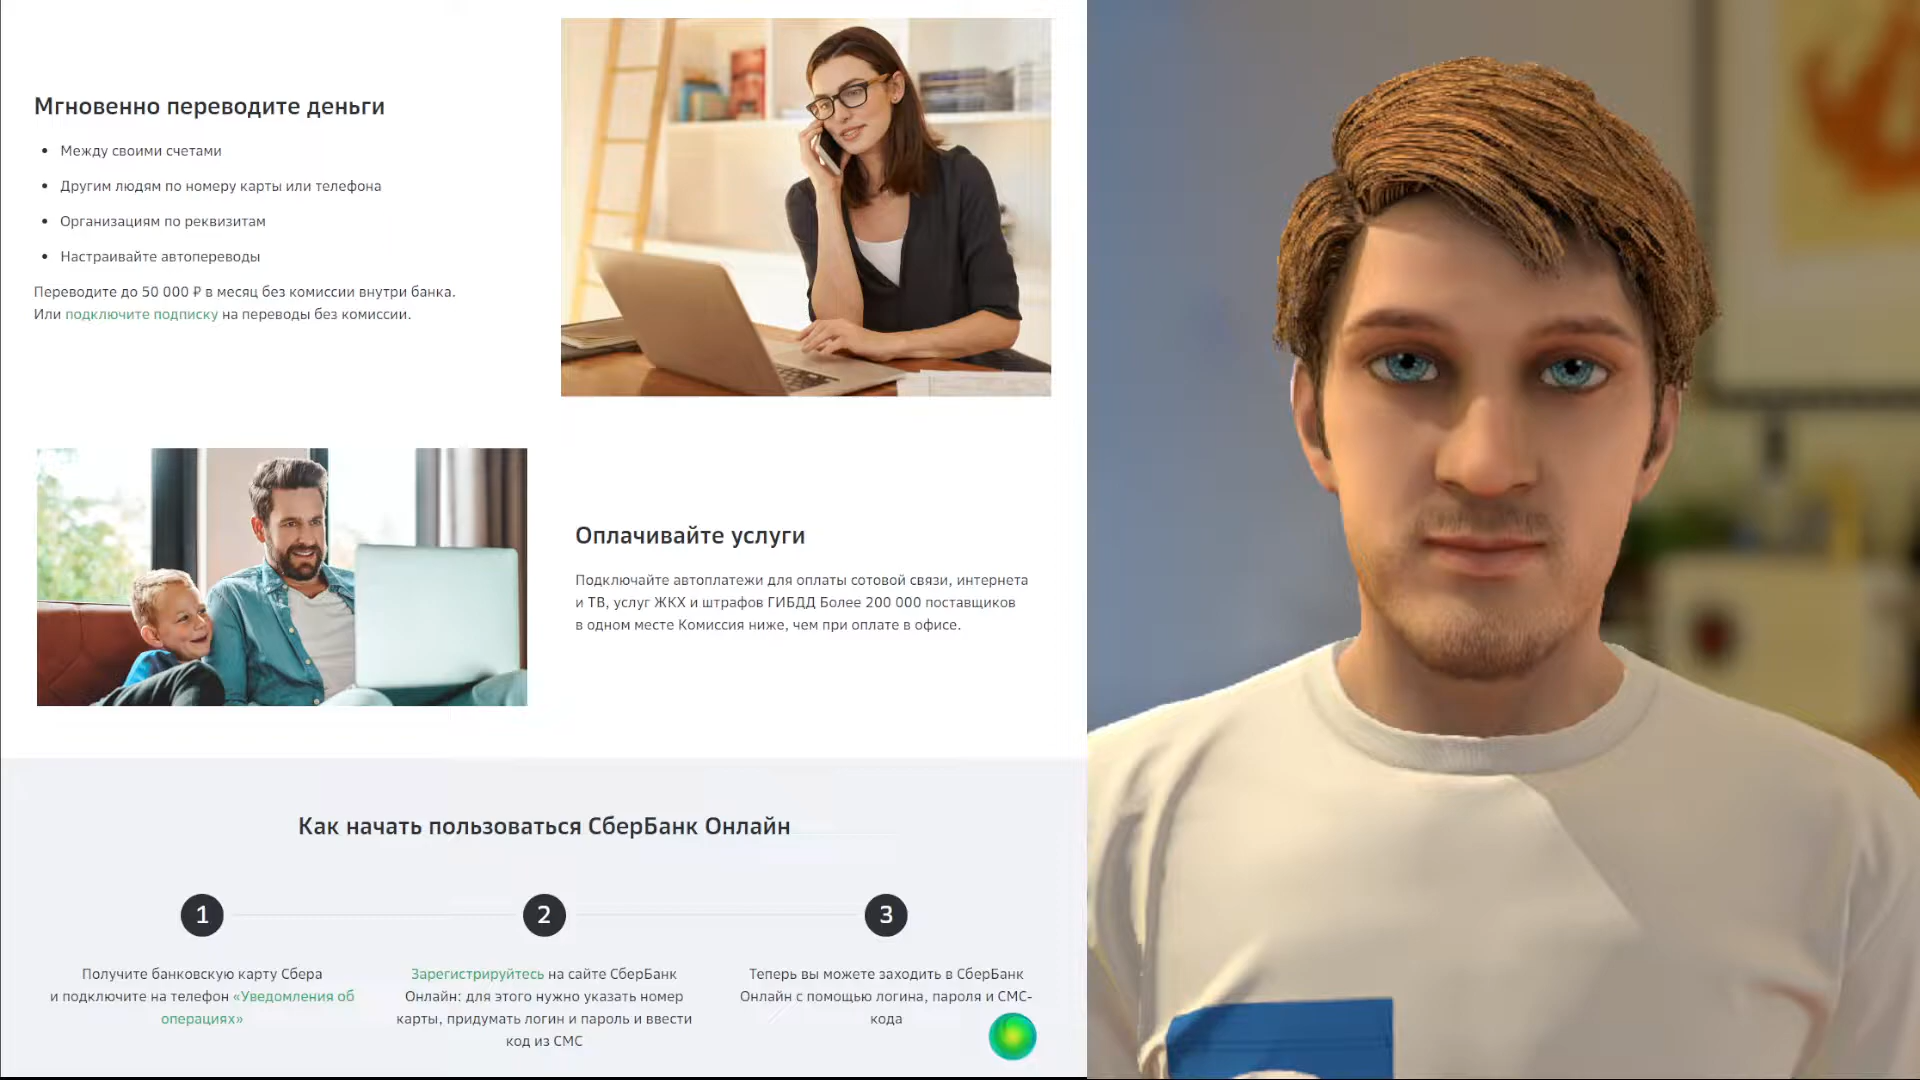 Мгновенно переводите деньги
Между своими счетами
Другим людям по номеру карты или телефона
Организациям по реквизитам
Настраивайте автопереводы
Переводите до 50 000 ₽ в месяц без комиссии внутри банка.
Или подключите подписку на переводы без комиссии.
Оплачивайте услуги
Подключайте автоплатежи для оплаты сотовой связи, интернета
и ТВ, услуг ЖКХ и штрафов ГИБДД Более 200 000 поставщиков
в одном месте Комиссия ниже, чем при оплате в офисе.
Как начать пользоваться СберБанк Онлайн
1
Получите банковскую карту Сбера
и подключите на телефон «Уведомления об
операциях»
2
Зарегистрируйтесь на сайте СберБанк
Онлайн: для этого нужно указать номер
карты, придумать логин и пароль и ввести
код из СМС
3
Теперь вы можете заходить в СберБанк
Онлайн с помощью логина, пароля и СМС-
кода